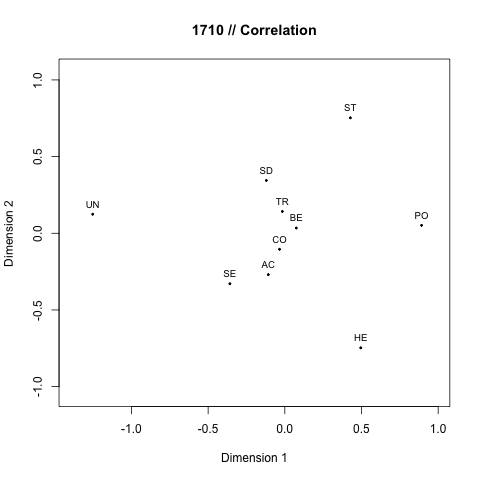 1710 // Correlation
1.0
0.5
0.0
-0.5
-1.0
Dimension 2
ST
SD
TR
UN
BE
PO
CO
AC
SE
HE
-1.0
-0.5
0.0
0.5
1.0
Dimension 1